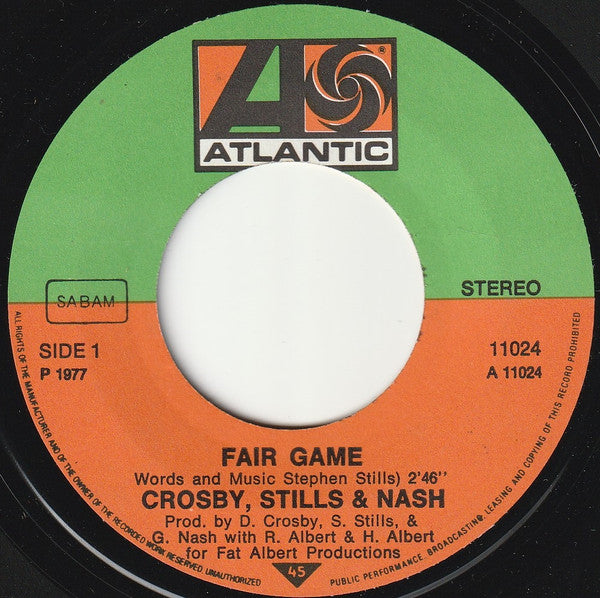 ATLANTIC
®
SABAM
STEREO
SIDE 1
P 1977
11024
A 11024
FAIR GAME
Words and Music Stephen Stills) 2'46''
CROSBY, STILLS & NASH
Prod. by D. Crosby, S. Stills, &
G. Nash with R. Albert & H. Albert
for Fat Albert Productions
45
ALL RIGHTS OF THE MANUFACTURER AND OF THE OWNER OF THE RECORDED WORK RESERVED. UNAUTHORIZED PUBLIC PERFORMANCE. BROADCASTING, LEASING AND COPYING OF THIS RECORD PROHIBITED